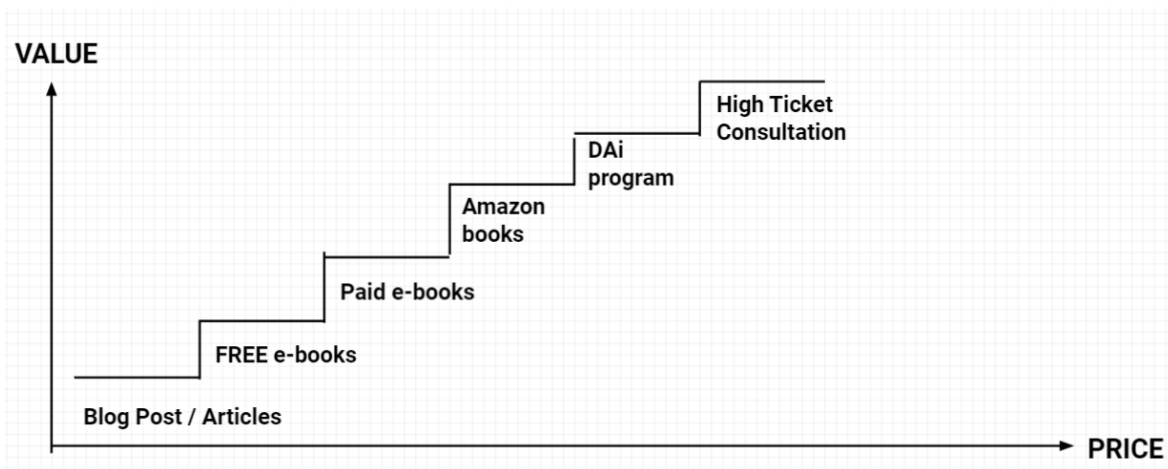 VALUE
High Ticket
Consultation
DAi
program
Amazon
books
Paid e-books
FREE e-books
Blog Post / Articles
PRICE